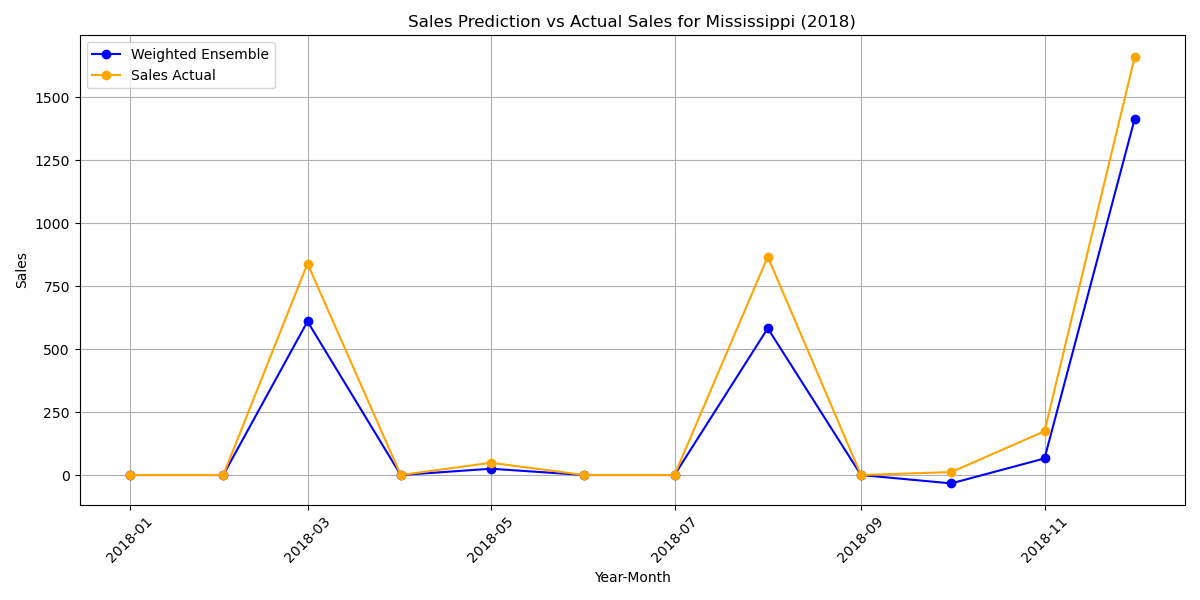 Sales Prediction vs Actual Sales for Mississippi (2018)
Weighted Ensemble
Sales Actual
1500
1250
1000
750
500
250
0
Sales
2018-01
2018-03
2018-05
2018-07
2018-09
2018-11
Year-Month